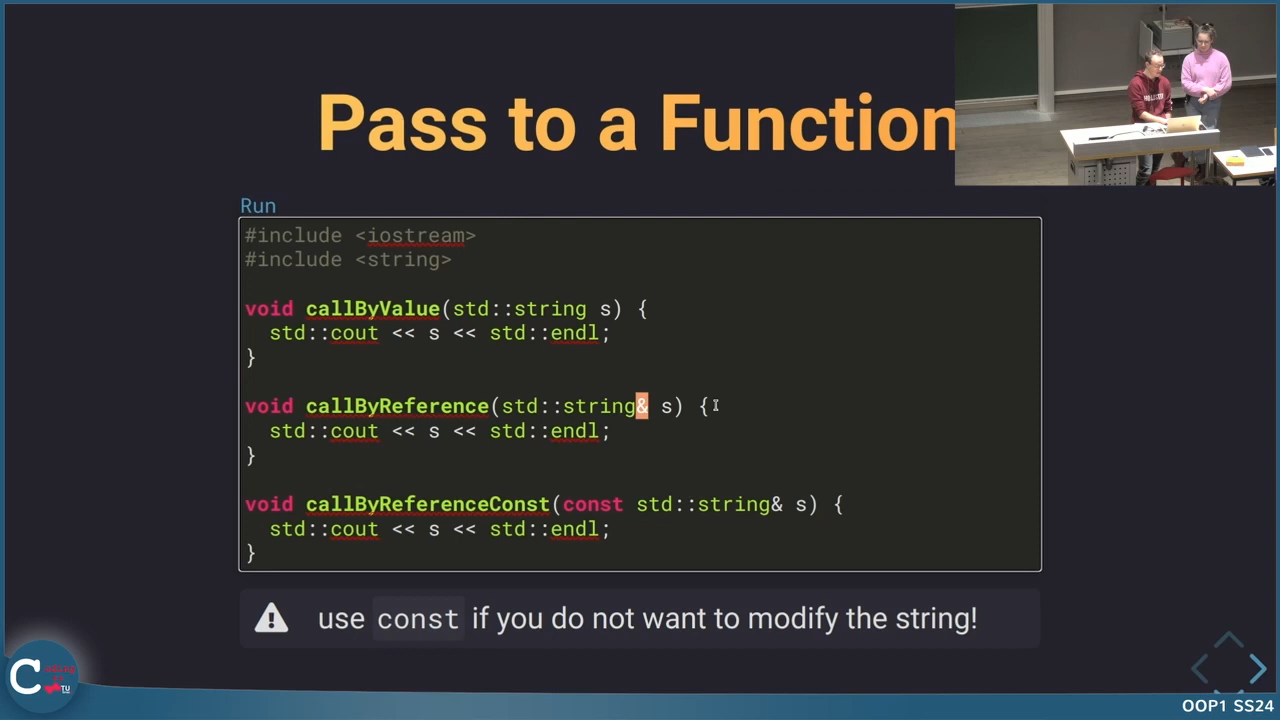 Pass to a Function
Run
#include <iostream>
#include <string>
void callByValue(std::string s) {
  std::cout << s << std::endl;
}
void callByReference(std::string& s) {
  std::cout << s << std::endl;
}
void callByReferenceConst(const std::string& s) {
  std::cout << s << std::endl;
}
use const if you do not want to modify the string!
C
TU
OOP1 SS24